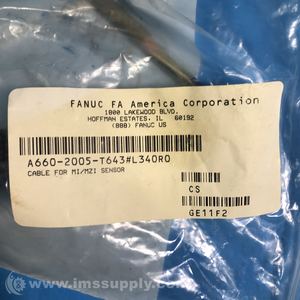 FANUC FA America Corporation
1800 LAKEWOOD BLVD.
HOFFMAN ESTATES, IL 60192
(888) FANUC US
A660-2005-T643#L340R0
CABLE FOR MI/MZI SENSOR
CS
GE11F2
www.imssupply.com